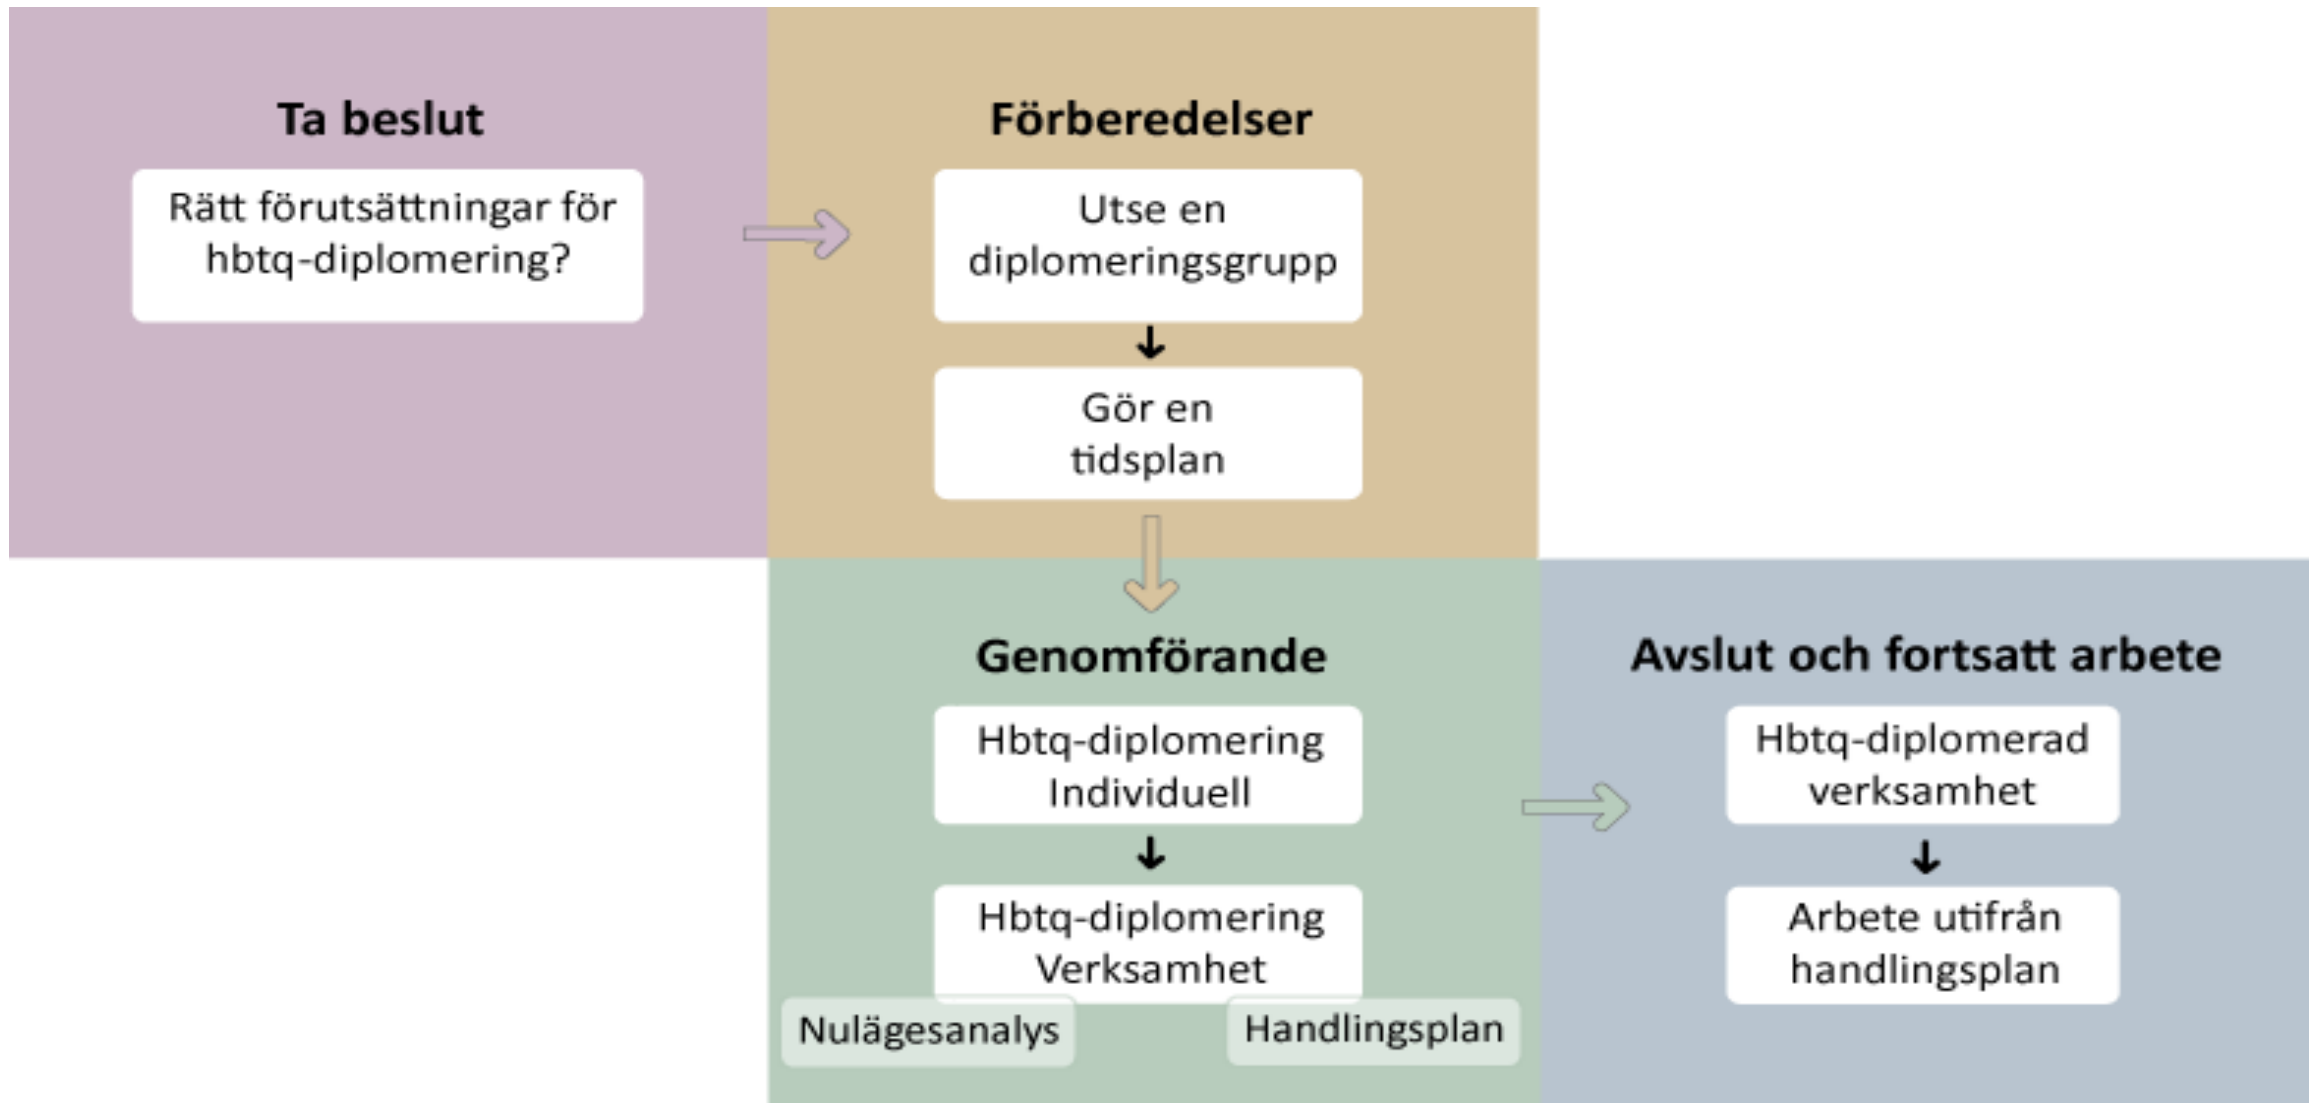 Ta beslut
Rätt förutsättningar för
hbtq-diplomering?
Förberedelser
Utse en
diplomeringsgrupp
Gör en
tidsplan
Genomförande
Hbtq-diplomering
Individuell
Hbtq-diplomering
Verksamhet
Nulägesanalys
Handlingsplan
Avslut och fortsatt arbete
Hbtq-diplomerad
verksamhet
Arbete utifrån
handlingsplan